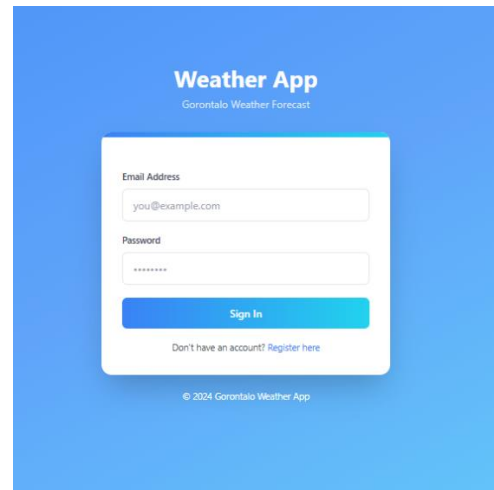 Weather App
Gorontalo Weather Forecast
Email Address
you@example.com
Password
••••••••
Sign In
Don't have an account? Register here
© 2024 Gorontalo Weather App